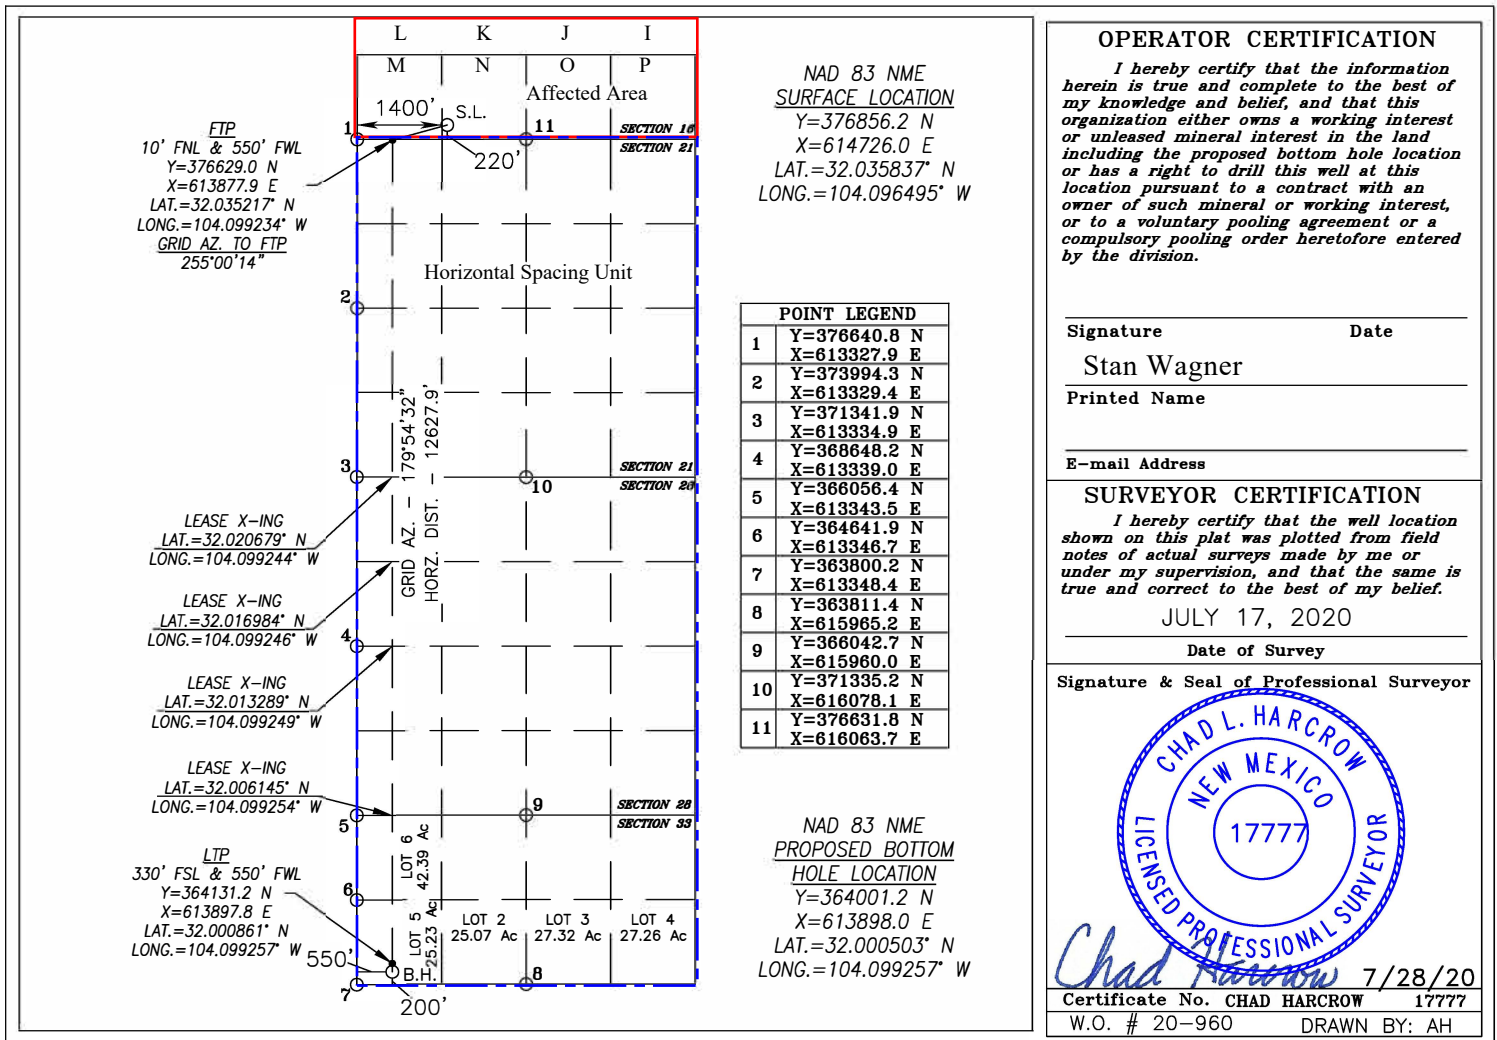 L K J I
M N O P
Affected Area
1400'
S.L.
1
11
SECTION 16
SECTION 21
220'
FTP
10' FNL & 550' FWL
Y=376629.0 N
X=613877.9 E
LAT.=32.035217° N
LONG.=104.099234° W
GRID AZ. TO FTP
255°00'14"
Horizontal Spacing Unit
2
GRID AZ. - 179°54'32"
HORZ. DIST. - 12627.9'
3
10
SECTION 21
SECTION 28
LEASE X-ING
LAT.=32.020679° N
LONG.=104.099244° W
LEASE X-ING
LAT.=32.016984° N
LONG.=104.099246° W
4
LEASE X-ING
LAT.=32.013289° N
LONG.=104.099249° W
LEASE X-ING
LAT.=32.006145° N
LONG.=104.099254° W
5
9
SECTION 28
SECTION 33
LOT 6
42.39 Ac
LTP
330' FSL & 550' FWL
Y=364131.2 N
X=613897.8 E
LAT.=32.000861° N
LONG.=104.099257° W
6
LOT 5
25.23 Ac
LOT 2
25.07 Ac
LOT 3
27.32 Ac
LOT 4
27.26 Ac
550'
B.H.
7
8
200'
NAD 83 NME
SURFACE LOCATION
Y=376856.2 N
X=614726.0 E
LAT.=32.035837° N
LONG.=104.096495° W
POINT LEGEND
1 Y=376640.8 N
X=613327.9 E
2 Y=373994.3 N
X=613329.4 E
3 Y=371341.9 N
X=613334.9 E
4 Y=368648.2 N
X=613339.0 E
5 Y=366056.4 N
X=613343.5 E
6 Y=364641.9 N
X=613346.7 E
7 Y=363800.2 N
X=613348.4 E
8 Y=363811.4 N
X=615965.2 E
9 Y=366042.7 N
X=615960.0 E
10 Y=371335.2 N
X=616078.1 E
11 Y=376631.8 N
X=616063.7 E
NAD 83 NME
PROPOSED BOTTOM
HOLE LOCATION
Y=364001.2 N
X=613898.0 E
LAT.=32.000503° N
LONG.=104.099257° W
OPERATOR CERTIFICATION
I hereby certify that the information
herein is true and complete to the best of
my knowledge and belief, and that this
organization either owns a working interest
or unleased mineral interest in the land
including the proposed bottom hole location
or has a right to drill this well at this
location pursuant to a contract with an
owner of such mineral or working interest,
or to a voluntary pooling agreement or a
compulsory pooling order heretofore entered
by the division.
Signature Date
Stan Wagner
Printed Name
E-mail Address
SURVEYOR CERTIFICATION
I hereby certify that the well location
shown on this plat was plotted from field
notes of actual surveys made by me or
under my supervision, and that the same is
true and correct to the best of my belief.
JULY 17, 2020
Date of Survey
Signature & Seal of Professional Surveyor
CHAD L. HARCROW
NEW MEXICO
17777
LICENSED PROFESSIONAL SURVEYOR
Chad Harcrow 7/28/20
Certificate No. CHAD HARCROW 17777
W.O. # 20-960 DRAWN BY: AH